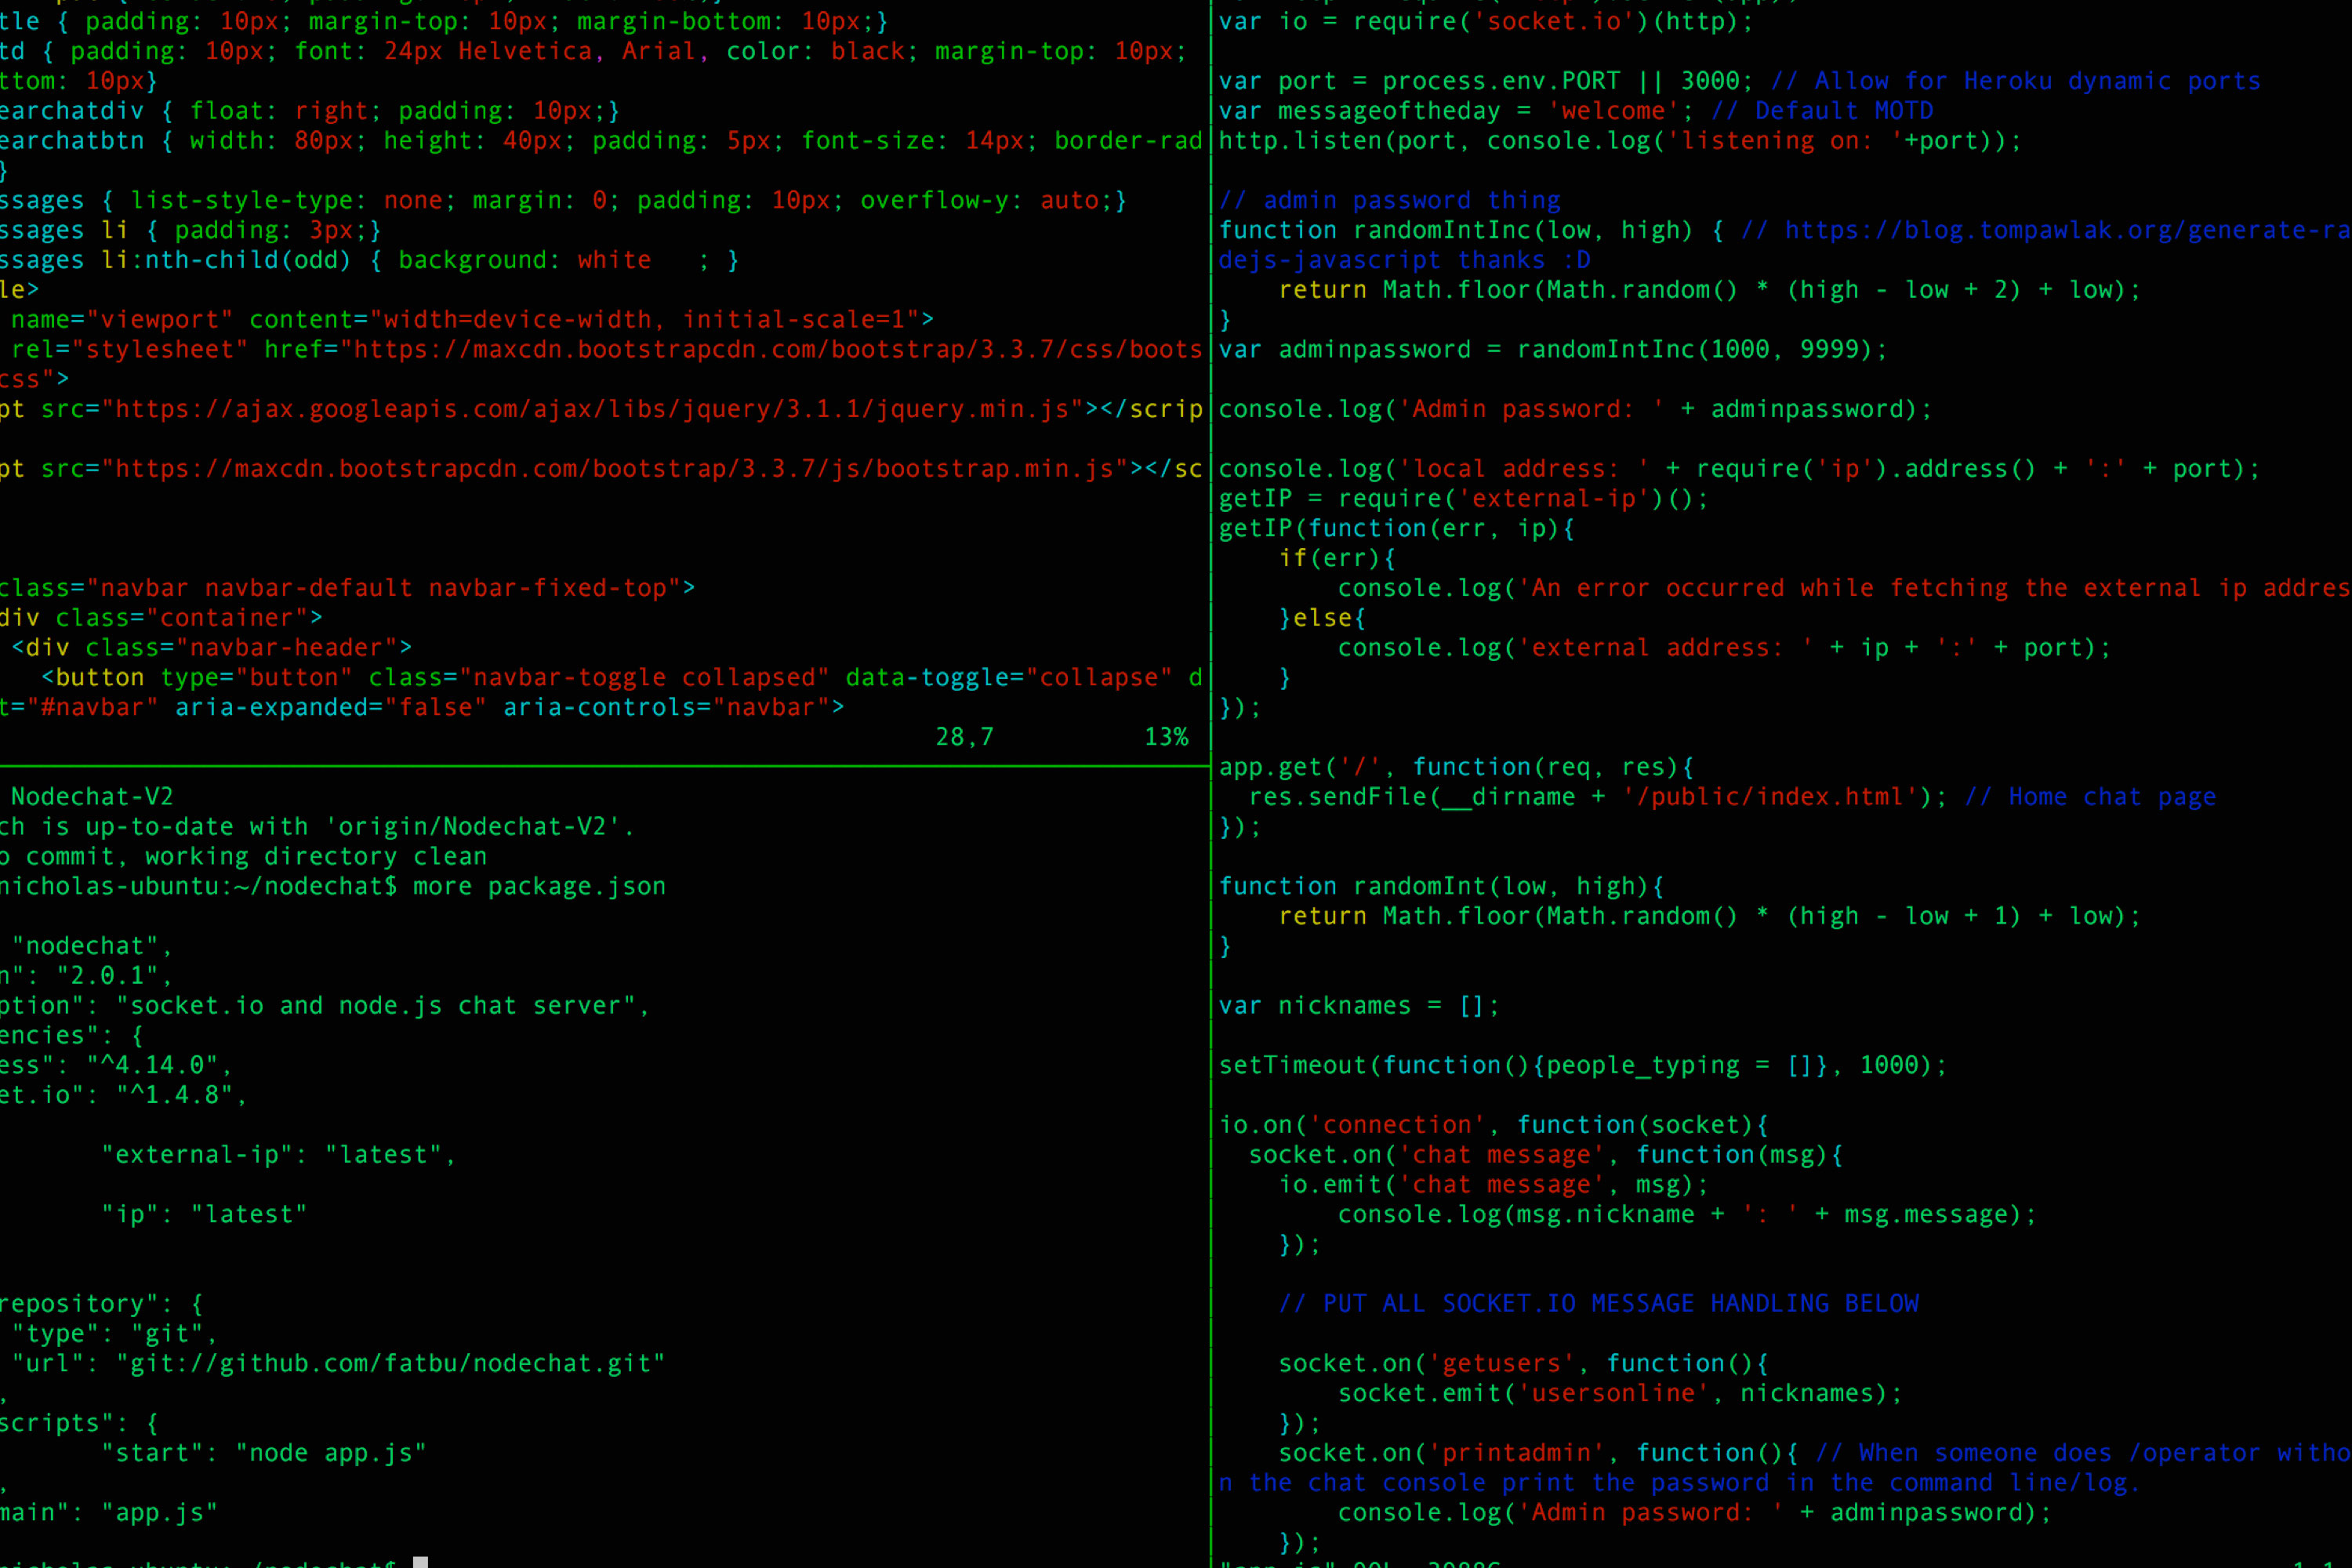 tle { padding: 10px; margin-top: 10px; margin-bottom: 10px;}
td { padding: 10px; font: 24px Helvetica, Arial, color: black; margin-top: 10px;
ttom: 10px}
earchatdiv { float: right; padding: 10px;}
earchatbtn { width: 80px; height: 40px; padding: 5px; font-size: 14px; border-rad
}
ssages { list-style-type: none; margin: 0; padding: 10px; overflow-y: auto;}
ssages li { padding: 3px;}
ssages li:nth-child(odd) { background: white   ; }
le>
name="viewport" content="width=device-width, initial-scale=1">
rel="stylesheet" href="https://maxcdn.bootstrapcdn.com/bootstrap/3.3.7/css/boots
css">
pt src="https://ajax.googleapis.com/ajax/libs/jquery/3.1.1/jquery.min.js"></scrip
pt src="https://maxcdn.bootstrapcdn.com/bootstrap/3.3.7/js/bootstrap.min.js"></sc
class="navbar navbar-default navbar-fixed-top">
div class="container">
<div class="navbar-header">
<button type="button" class="navbar-toggle collapsed" data-toggle="collapse" d
t="#navbar" aria-expanded="false" aria-controls="navbar">
28,7 13%
Nodechat-V2
ch is up-to-date with 'origin/Nodechat-V2'.
o commit, working directory clean
nicholas-ubuntu:~/nodechat$ more package.json
"nodechat",
n": "2.0.1",
ption": "socket.io and node.js chat server",
encies": {
ess": "^4.14.0",
et.io": "^1.4.8",
"external-ip": "latest",
"ip": "latest"
repository": {
"type": "git",
"url": "git://github.com/fatbu/nodechat.git"
,
scripts": {
"start": "node app.js"
,
main": "app.js"
nicholas-ubuntu:~/nodechat$
var io = require('socket.io')(http);
var port = process.env.PORT || 3000; // Allow for Heroku dynamic ports
var messageoftheday = 'welcome'; // Default MOTD
http.listen(port, console.log('listening on: '+port));
// admin password thing
function randomIntInc(low, high) { // https://blog.tompawlak.org/generate-ra
dejs-javascript thanks :D
return Math.floor(Math.random() * (high - low + 2) + low);
}
var adminpassword = randomIntInc(1000, 9999);
console.log('Admin password: ' + adminpassword);
console.log('local address: ' + require('ip').address() + ':' + port);
getIP = require('external-ip')();
getIP(function(err, ip){
if(err){
console.log('An error occurred while fetching the external ip addres
}else{
console.log('external address: ' + ip + ':' + port);
}
});
app.get('/', function(req, res){
res.sendFile(__dirname + '/public/index.html'); // Home chat page
});
function randomInt(low, high){
return Math.floor(Math.random() * (high - low + 1) + low);
}
var nicknames = [];
setTimeout(function(){people_typing = []}, 1000);
io.on('connection', function(socket){
socket.on('chat message', function(msg){
io.emit('chat message', msg);
console.log(msg.nickname + ': ' + msg.message);
});
// PUT ALL SOCKET.IO MESSAGE HANDLING BELOW
socket.on('getusers', function(){
socket.emit('usersonline', nicknames);
});
socket.on('printadmin', function(){ // When someone does /operator witho
n the chat console print the password in the command line/log.
console.log('Admin password: ' + adminpassword);
});